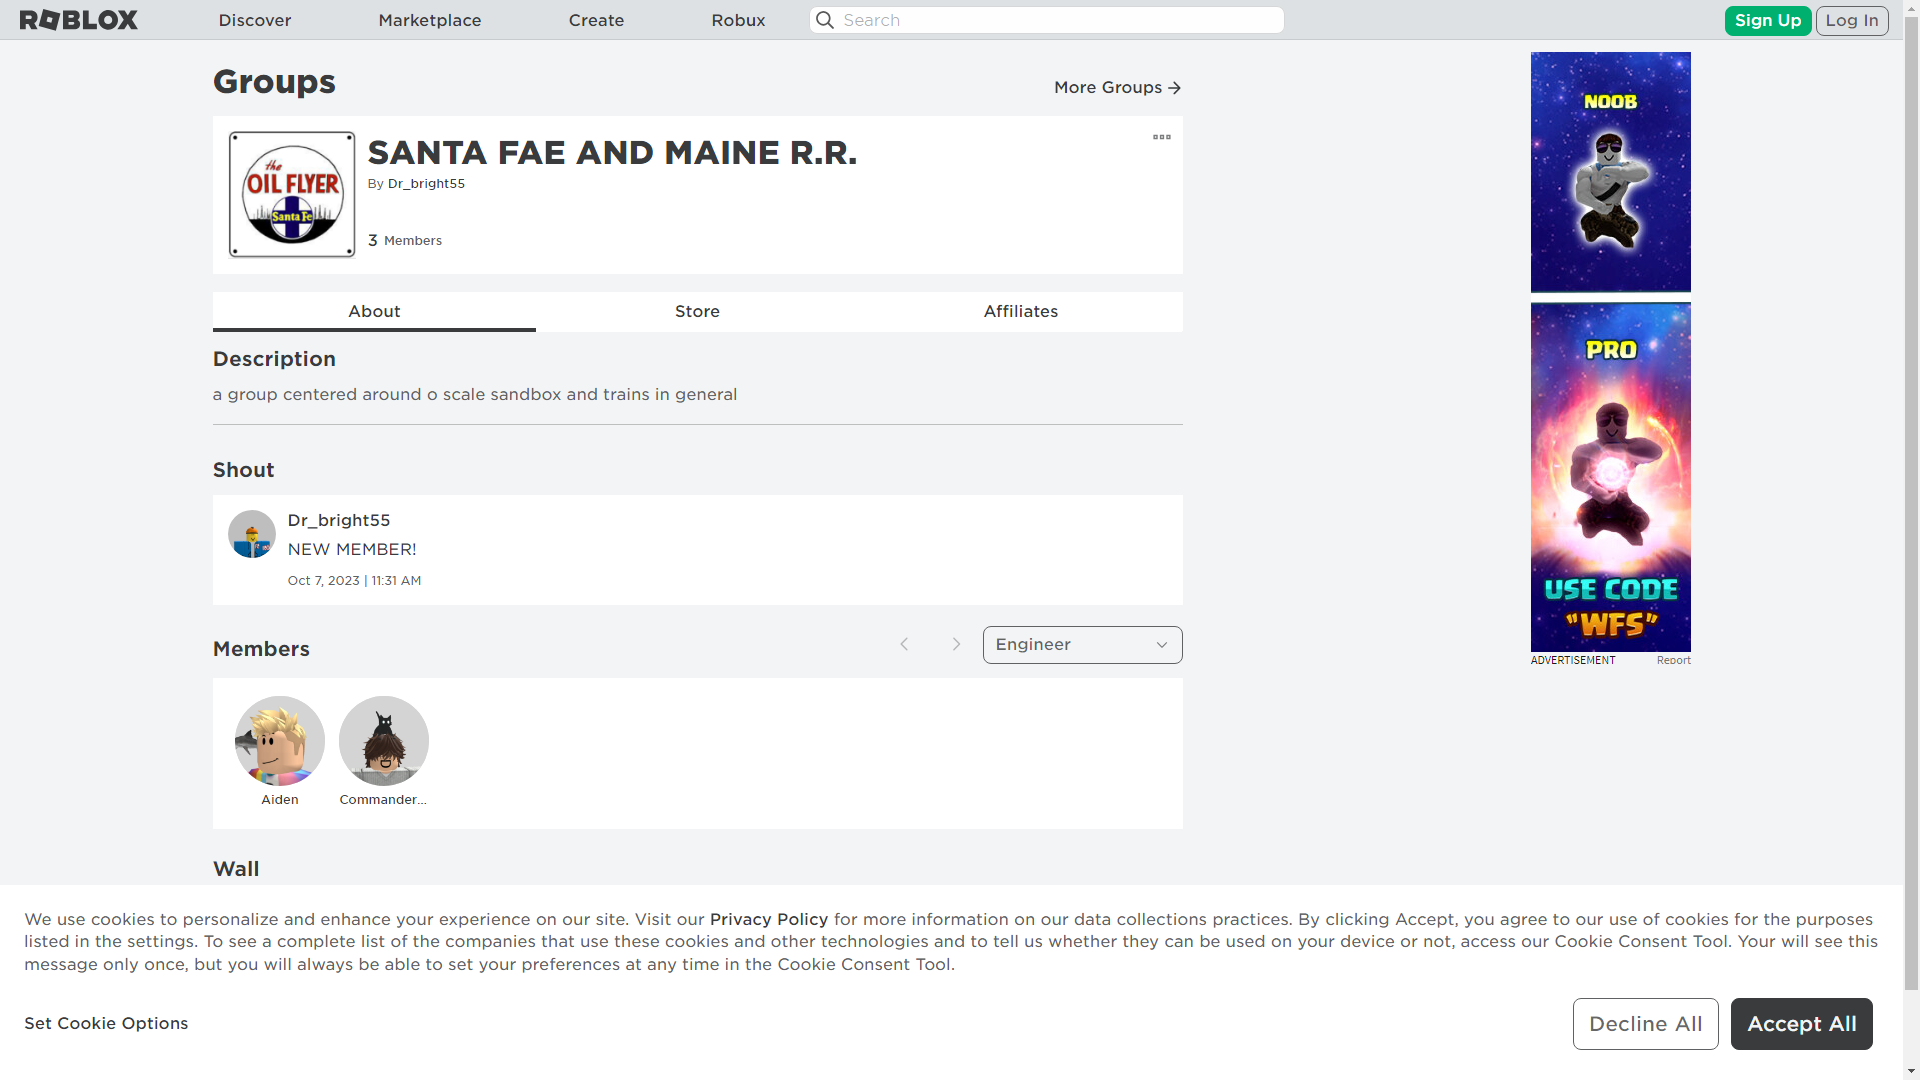 ROBLOX
Discover
Marketplace
Create
Robux
Search
Sign Up
Log In
Groups
More Groups
the
OIL FLYER
Santa Fe
SANTA FAE AND MAINE R.R.
By Dr_bright55
3 Members
About
Store
Affiliates
Description
a group centered around o scale sandbox and trains in general
Shout
Dr_bright55
NEW MEMBER!
Oct 7, 2023 | 11:31 AM
Members
Engineer
Aiden
Commander...
Wall
NOOB
PRO
USE CODE
"WFS"
ADVERTISEMENT
Report
We use cookies to personalize and enhance your experience on our site. Visit our Privacy Policy for more information on our data collections practices. By clicking Accept, you agree to our use of cookies for the purposes
listed in the settings. To see a complete list of the companies that use these cookies and other technologies and to tell us whether they can be used on your device or not, access our Cookie Consent Tool. Your will see this
message only once, but you will always be able to set your preferences at any time in the Cookie Consent Tool.
Set Cookie Options
Decline All
Accept All